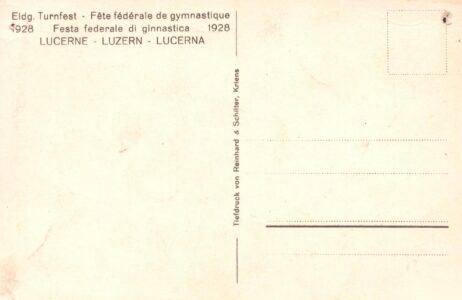 Eidg. Turnfest - Fête fédérale de gymnastique
1928 Festa federale di ginnastica 1928
LUCERNE - LUZERN - LUCERNA
Tiefdruck von Reinhard & Schilter, Kriens